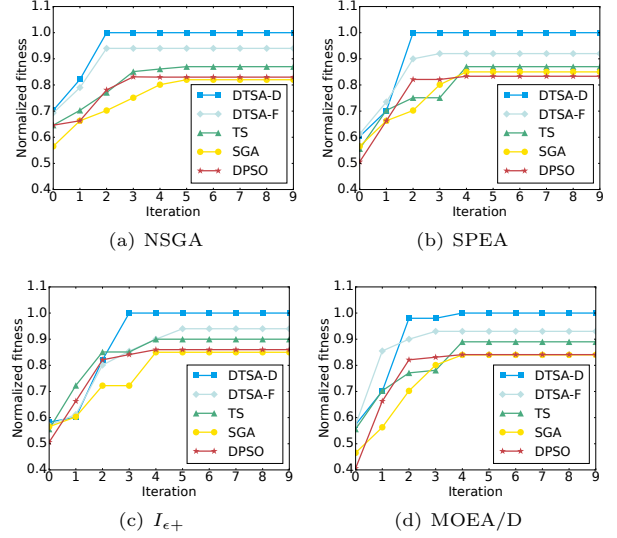 1.1
1.0
0.9
0.8
0.7
0.6
0.5
0.4
Normalized fitness
DTSA-D
DTSA-F
TS
SGA
DPSO
0 1 2 3 4 5 6 7 8 9
Iteration
(a) NSGA
1.1
1.0
0.9
0.8
0.7
0.6
0.5
0.4
Normalized fitness
DTSA-D
DTSA-F
TS
SGA
DPSO
0 1 2 3 4 5 6 7 8 9
Iteration
(b) SPEA
1.1
1.0
0.9
0.8
0.7
0.6
0.5
0.4
Normalized fitness
DTSA-D
DTSA-F
TS
SGA
DPSO
0 1 2 3 4 5 6 7 8 9
Iteration
(c) Iϵ+
1.1
1.0
0.9
0.8
0.7
0.6
0.5
0.4
Normalized fitness
DTSA-D
DTSA-F
TS
SGA
DPSO
0 1 2 3 4 5 6 7 8 9
Iteration
(d) MOEA/D